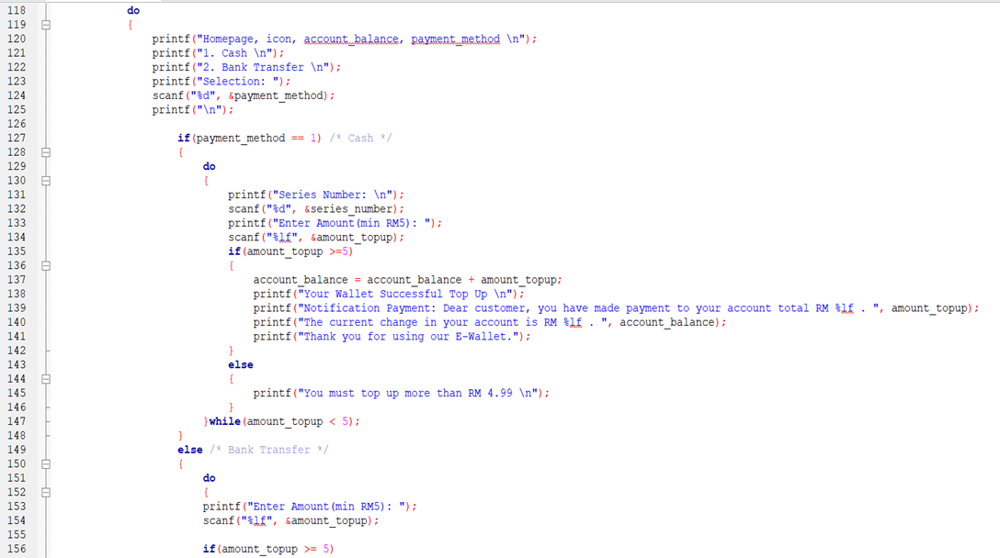 118 do
119 {
120 printf("Homepage, icon, account_balance, payment_method \n");
121 printf("1. Cash \n");
122 printf("2. Bank Transfer \n");
123 printf("Selection: ");
124 scanf("%d", &payment_method);
125 printf("\n");
126
127 if(payment_method == 1) /* Cash */
128 {
129 do
130 {
131 printf("Series Number: \n");
132 scanf("%d", &series_number);
133 printf("Enter Amount(min RM5): ");
134 scanf("%lf", &amount_topup);
135 if(amount_topup >=5)
136 {
137 account_balance = account_balance + amount_topup;
138 printf("Your Wallet Successful Top Up \n");
139 printf("Notification Payment: Dear customer, you have made payment to your account total RM %lf . ", amount_topup);
140 printf("The current change in your account is RM %lf . ", account_balance);
141 printf("Thank you for using our E-Wallet.");
142 }
143 else
144 {
145 printf("You must top up more than RM 4.99 \n");
146 }
147 }while(amount_topup < 5);
148 }
149 else /* Bank Transfer */
150 {
151 do
152 {
153 printf("Enter Amount(min RM5): ");
154 scanf("%lf", &amount_topup);
155
156 if(amount_topup >= 5)